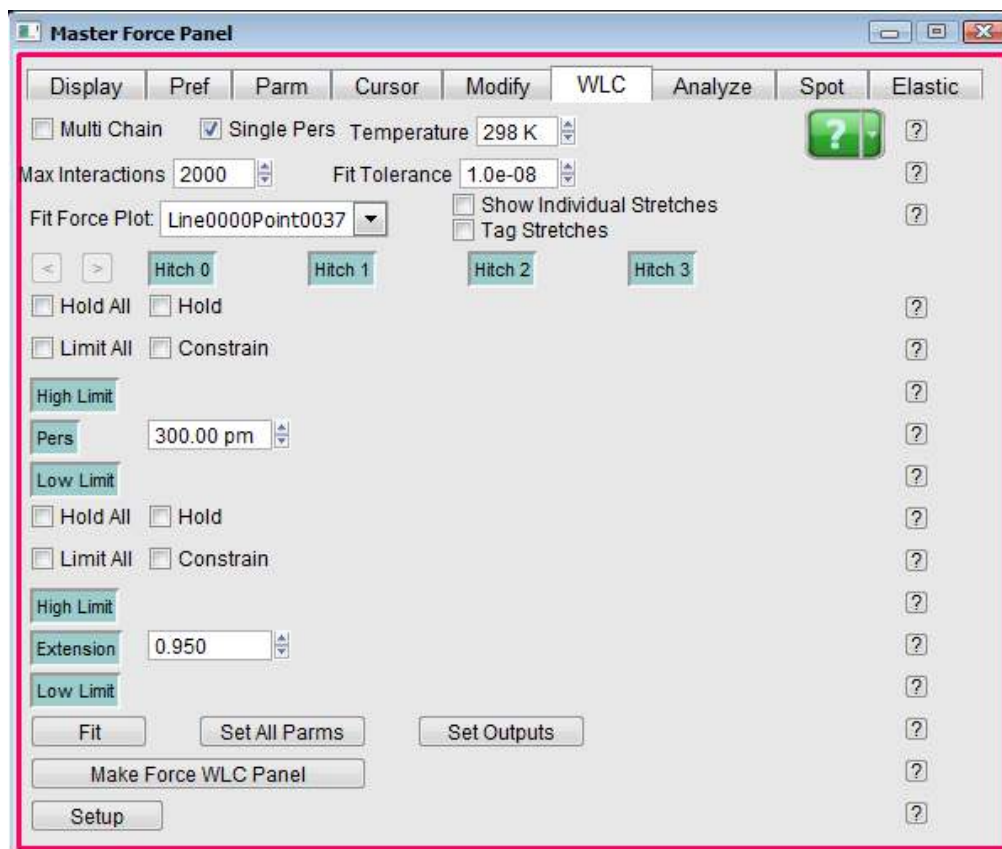 Master Force Panel
Display Pref Parm Cursor Modify WLC Analyze Spot Elastic
Multi Chain Single Pers Temperature 298 K ? ?
Max Interactions 2000 Fit Tolerance 1.0e-08 ?
Fit Force Plot: Line0000Point0037 Show Individual Stretches ?
Tag Stretches
< > Hitch 0 Hitch 1 Hitch 2 Hitch 3
Hold All Hold ?
Limit All Constrain ?
High Limit ?
Pers 300.00 pm ?
Low Limit ?
Hold All Hold ?
Limit All Constrain ?
High Limit ?
Extension 0.950 ?
Low Limit ?
Fit Set All Parms Set Outputs ?
Make Force WLC Panel ?
Setup ?